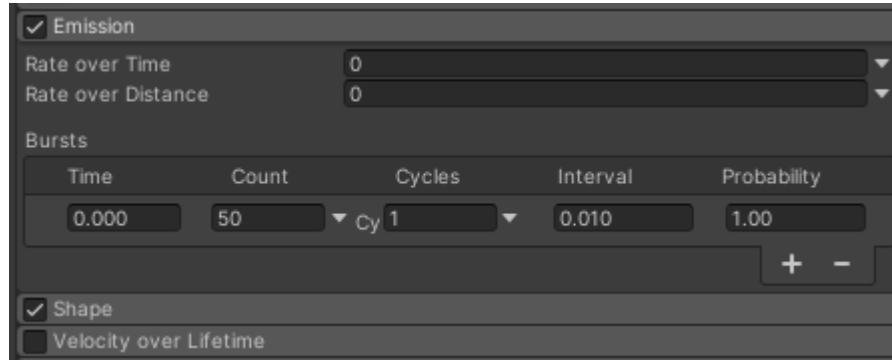 Emission
Rate over Time 0
Rate over Distance 0
Bursts
Time Count Cycles Interval Probability
0.000 50 Cy 1 0.010 1.00
+ -
Shape
Velocity over Lifetime